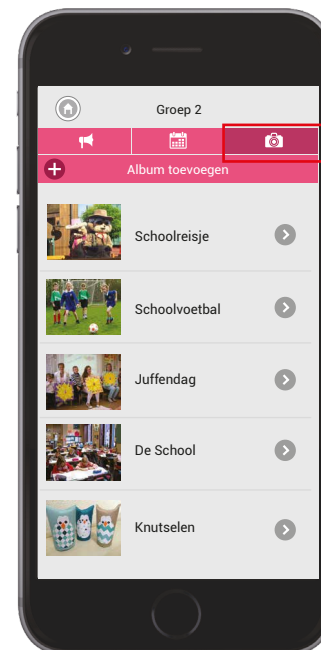 Groep 2
Album toevoegen
Schoolreisje
Schoolvoetbal
Juffendag
De School
Knutselen